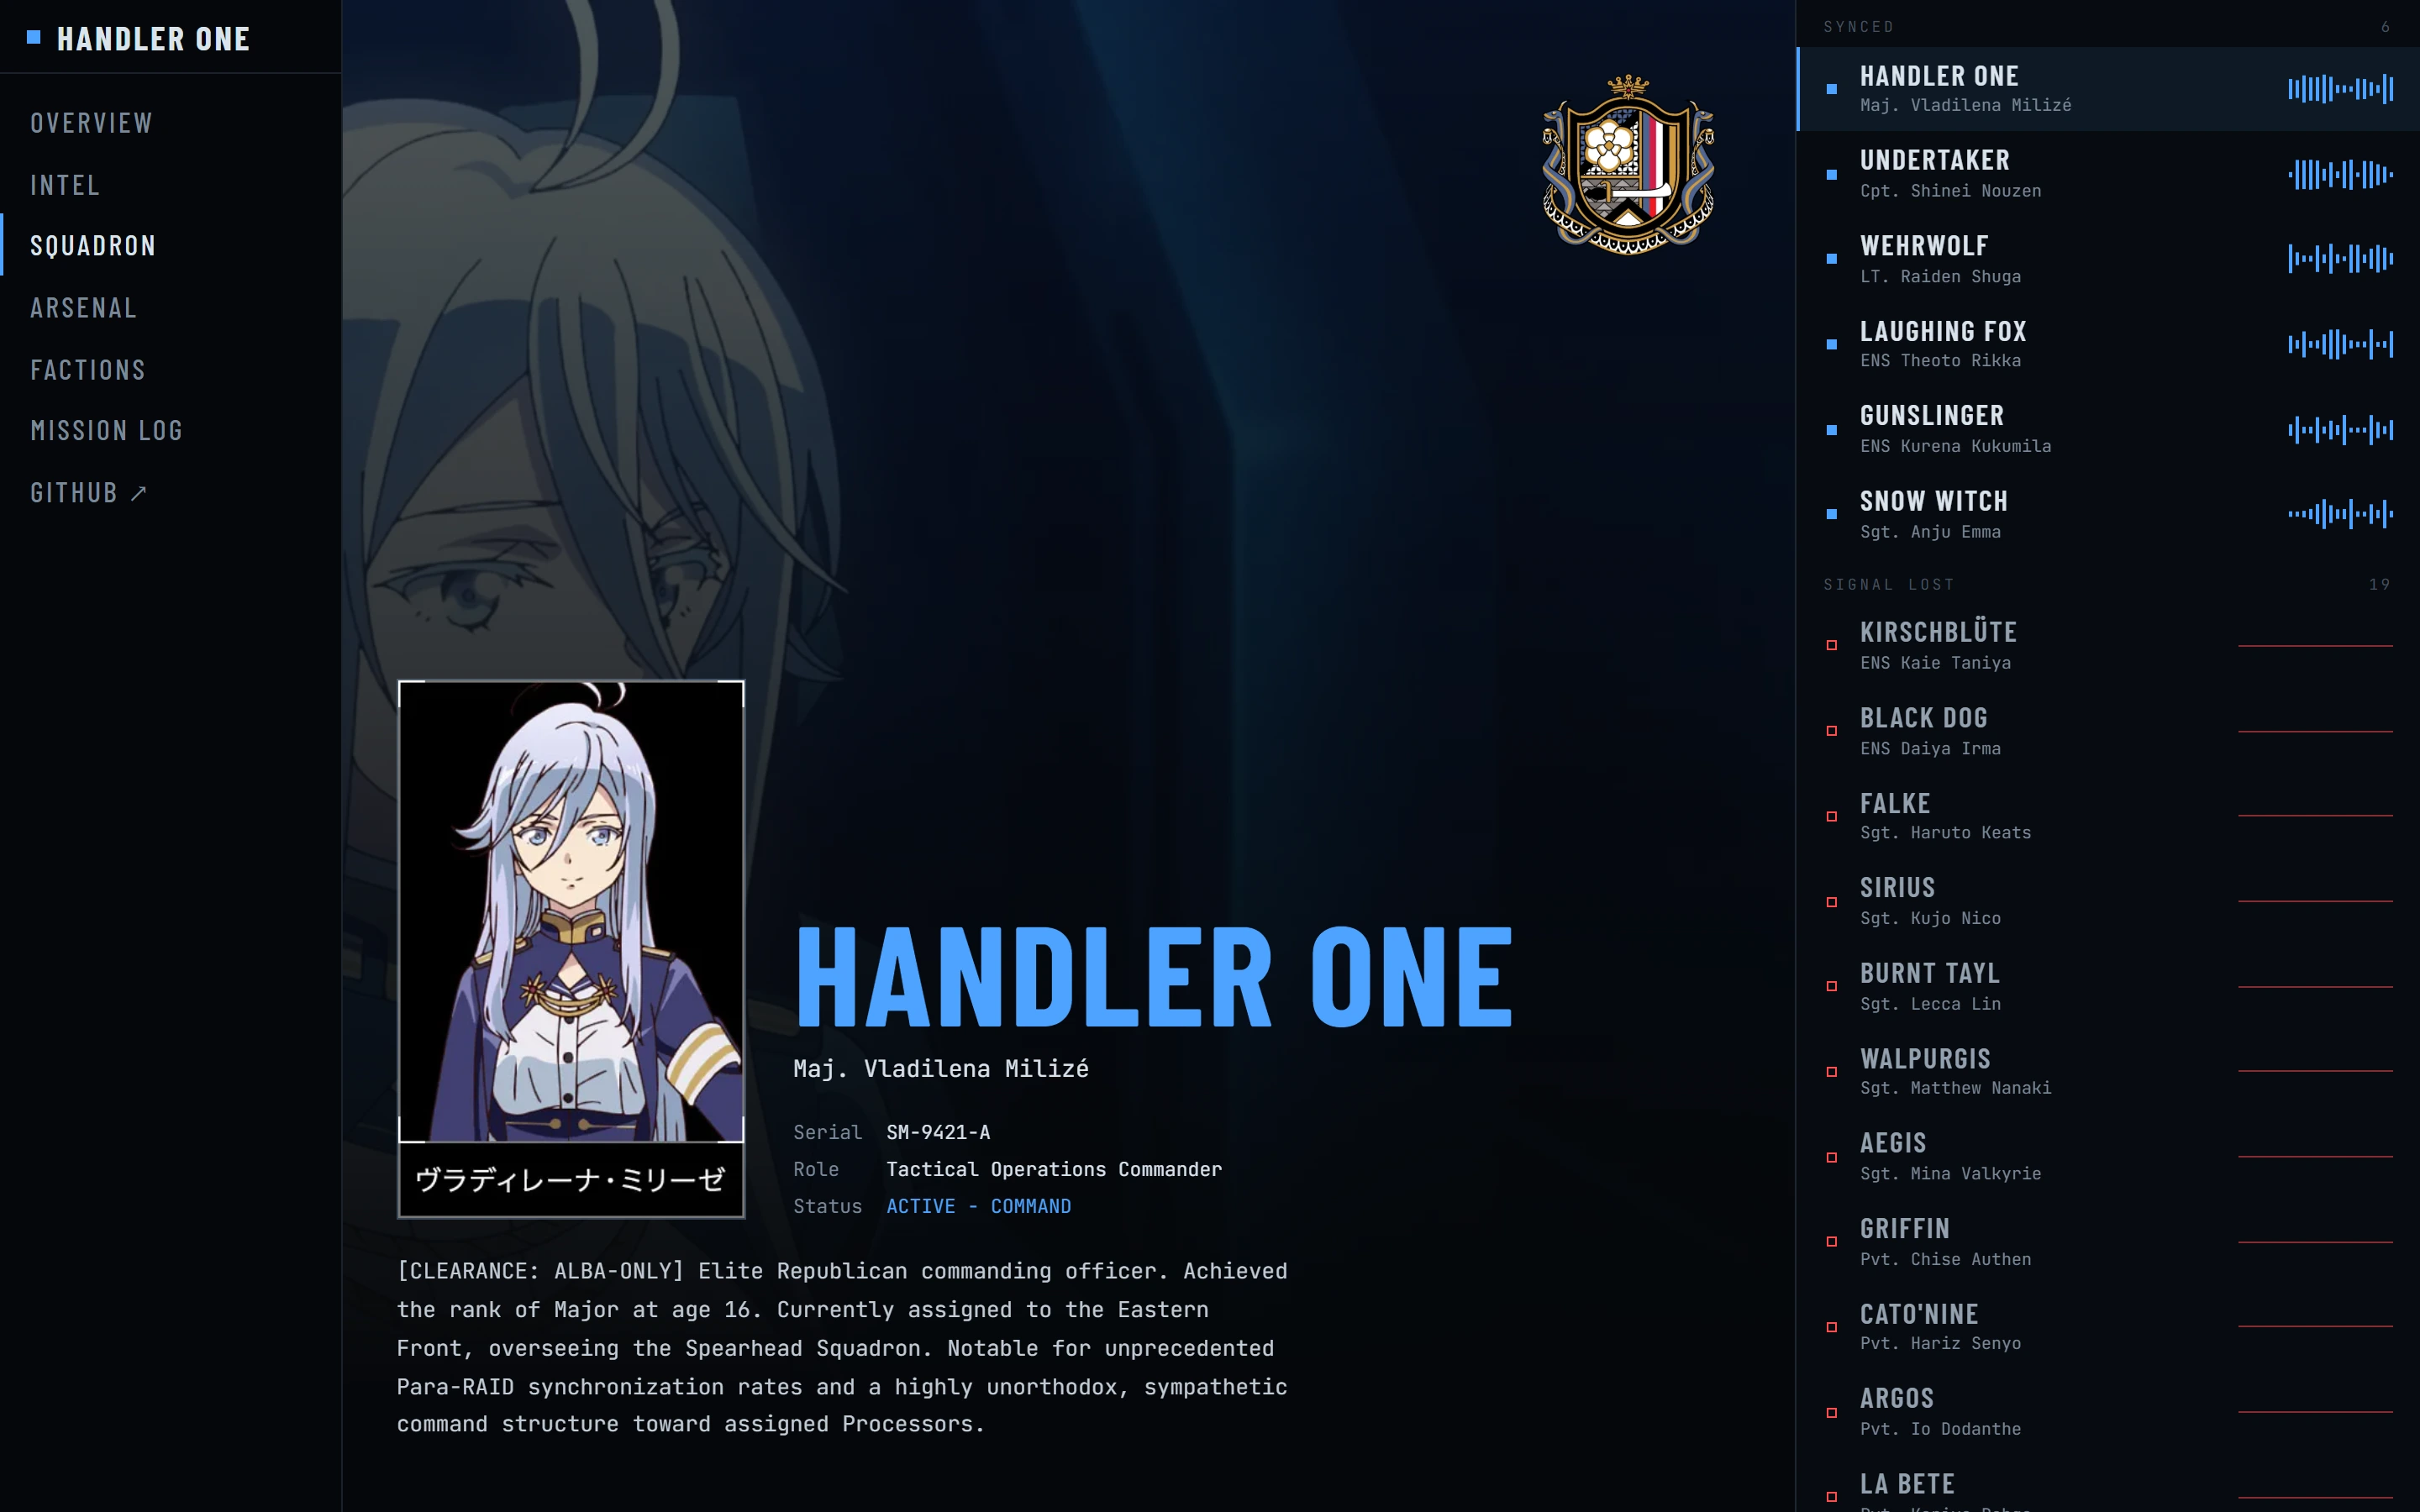 HANDLER ONE
OVERVIEW
INTEL
SQUADRON
ARSENAL
FACTIONS
MISSION LOG
GITHUB ↗
ヴラディレーナ・ミリーゼ
HANDLER ONE
Maj. Vladilena Milizé
Serial SM-9421-A
Role Tactical Operations Commander
Status ACTIVE - COMMAND
[CLEARANCE: ALBA-ONLY] Elite Republican commanding officer. Achieved
the rank of Major at age 16. Currently assigned to the Eastern
Front, overseeing the Spearhead Squadron. Notable for unprecedented
Para-RAID synchronization rates and a highly unorthodox, sympathetic
command structure toward assigned Processors.
SYNCED 6
HANDLER ONE
Maj. Vladilena Milizé
UNDERTAKER
Cpt. Shinei Nouzen
WEHRWOLF
LT. Raiden Shuga
LAUGHING FOX
ENS Theoto Rikka
GUNSLINGER
ENS Kurena Kukumila
SNOW WITCH
Sgt. Anju Emma
SIGNAL LOST 19
KIRSCHBLÜTE
ENS Kaie Taniya
BLACK DOG
ENS Daiya Irma
FALKE
Sgt. Haruto Keats
SIRIUS
Sgt. Kujo Nico
BURNT TAYL
Sgt. Lecca Lin
WALPURGIS
Sgt. Matthew Nanaki
AEGIS
Sgt. Mina Valkyrie
GRIFFIN
Pvt. Chise Authen
CATO'NINE
Pvt. Hariz Senyo
ARGOS
Pvt. Io Dodanthe
LA BETE